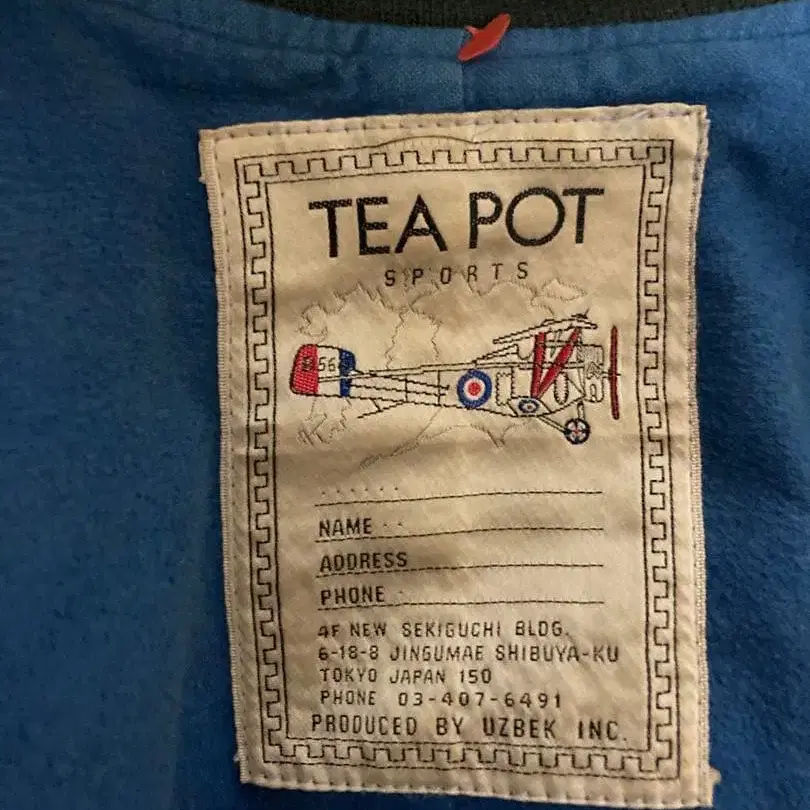 TEA POT
SPORTS
NAME
ADDRESS
PHONE
4F NEW SEKIGUCHI BLDG.
6-18-8 JINGUMAE SHIBUYA-KU
TOKYO JAPAN 150
PHONE 03-407-6491
PRODUCED BY UZBEK INC.